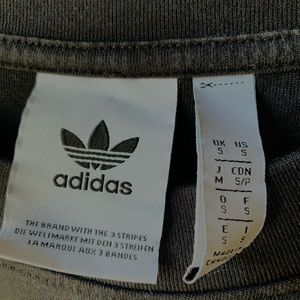 adidas
THE BRAND WITH THE 3 STRIPES
DIE WELTMARKE MIT DEN 3 STREIFEN
LA MARQUE AUX 3 BANDES
UK US
S S
J CDN
M S/P
D F
S S
E I
S S
MADE